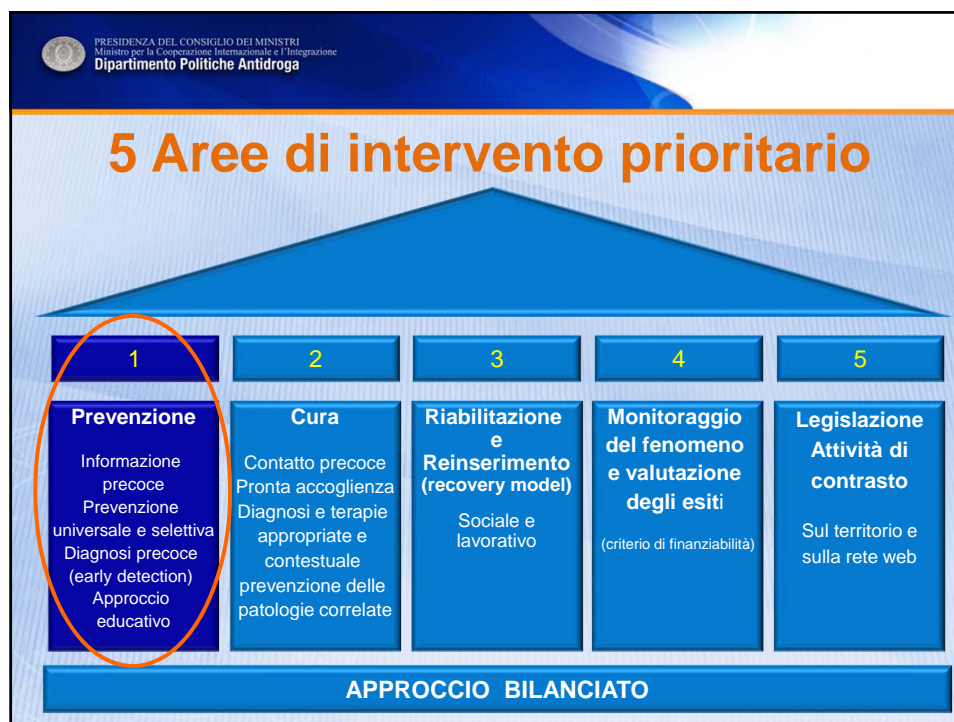 PRESIDENZA DEL CONSIGLIO DEI MINISTRI
Ministro per la Cooperazione Internazionale e l'Integrazione
Dipartimento Politiche Antidroga
5 Aree di intervento prioritario
1
Prevenzione
Informazione
precoce
Prevenzione
universale e selettiva
Diagnosi precoce
(early detection)
Approccio
educativo
2
Cura
Contatto precoce
Pronta accoglienza
Diagnosi e terapie
appropriate e
contestuale
prevenzione delle
patologie correlate
3
Riabilitazione
e
Reinserimento
(recovery model)
Sociale e
lavorativo
4
Monitoraggio
del fenomeno
e valutazione
degli esiti
(criterio di finanziabilità)
5
Legislazione
Attività di
contrasto
Sul territorio e
sulla rete web
APPROCCIO BILANCIATO